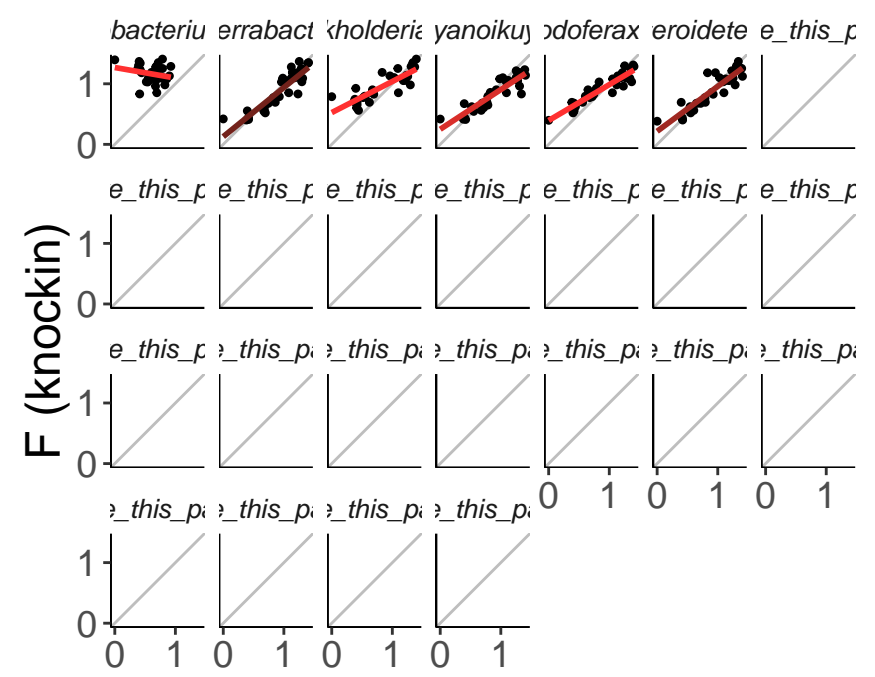 bacteriu errabact kholderia yanoikuy odoferax eroidete e_this_p
1
0
e_this_p e_this_p e_this_p e_this_p e_this_p e_this_p e_this_p
1
0
e_this_p e_this_pa e_this_pa e_this_pa e_this_pa e_this_pa e_this_pa
1
0
0 1 0 1 0 1
e_this_pa e_this_pa e_this_pa e_this_pa
1
0
0 1 0 1 0 1 0 1
F (knockin)